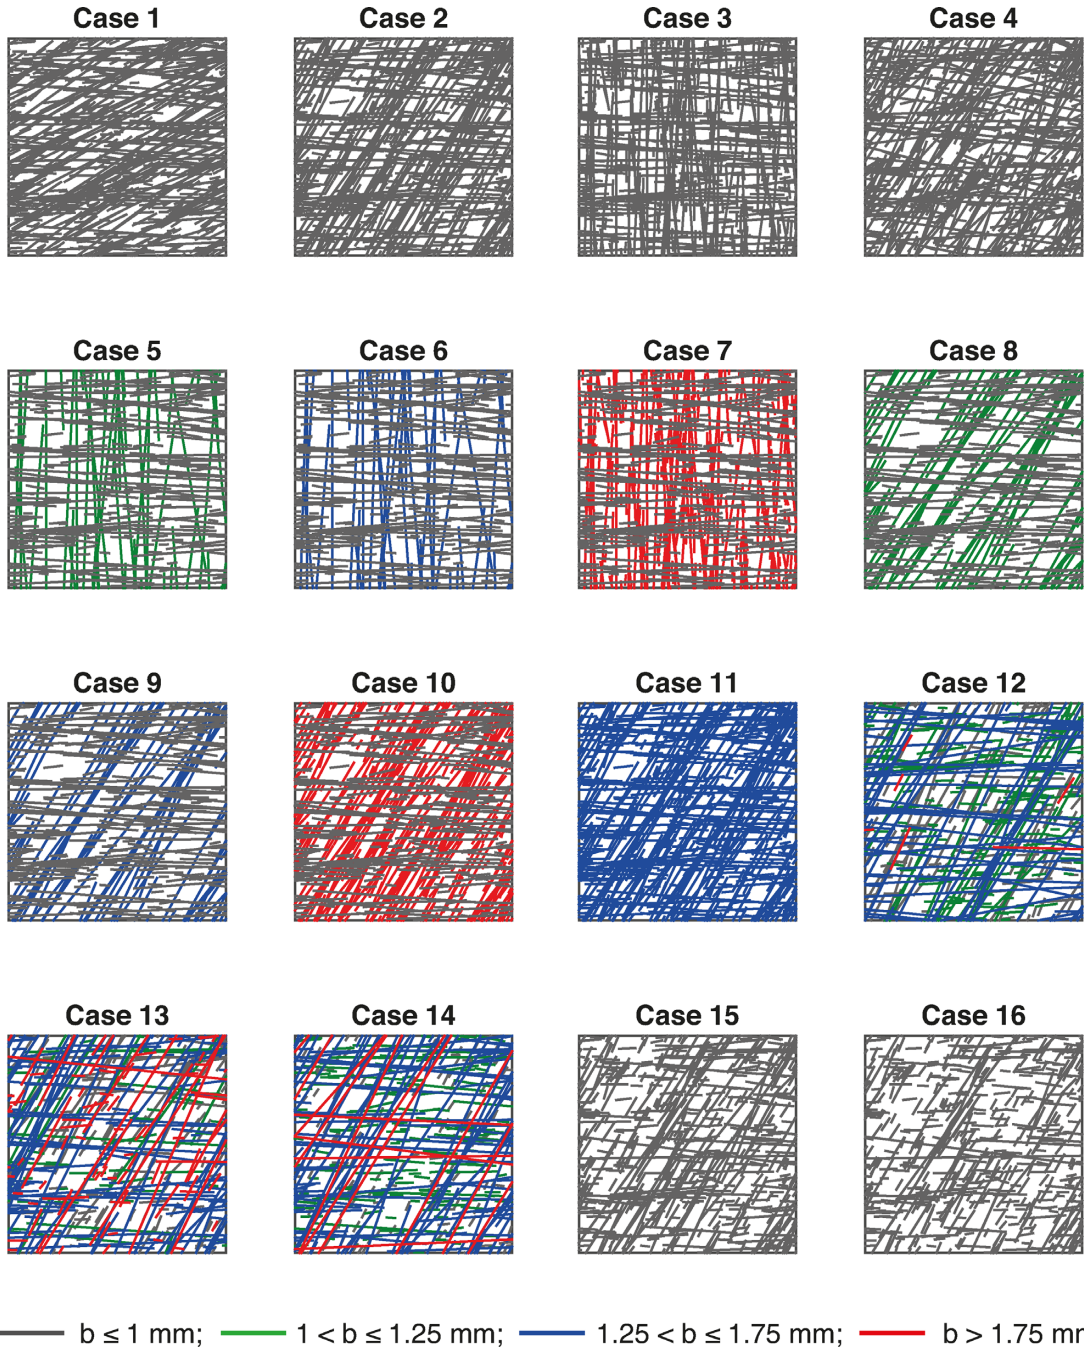 Case 1 Case 2 Case 3 Case 4
Case 5 Case 6 Case 7 Case 8
Case 9 Case 10 Case 11 Case 12
Case 13 Case 14 Case 15 Case 16
b ≤ 1 mm; 1 < b ≤ 1.25 mm; 1.25 < b ≤ 1.75 mm; b > 1.75 mr